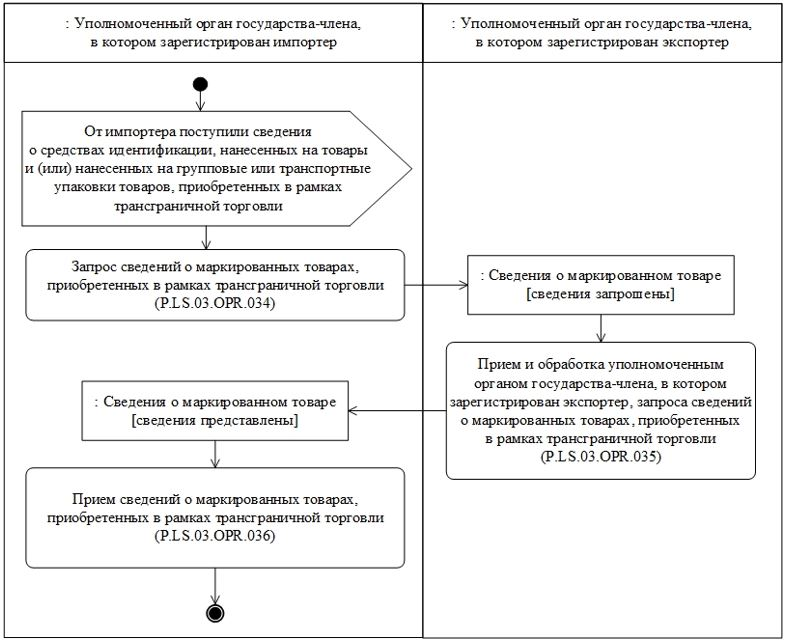 : Уполномоченный орган государства-члена,
в котором зарегистрирован импортер
: Уполномоченный орган государства-члена,
в котором зарегистрирован экспортер
От импортера поступили сведения
о средствах идентификации, нанесенных на товары
и (или) нанесенных на групповые или транспортные
упаковки товаров, приобретенных в рамках
трансграничной торговли
Запрос сведений о маркированных товарах,
приобретенных в рамках трансграничной торговли
(P.LS.03.OPR.034)
: Сведения о маркированном товаре
[сведения запрошены]
Прием и обработка уполномоченным
органом государства-члена, в котором
зарегистрирован экспортер, запроса сведений
о маркированных товарах, приобретенных
в рамках трансграничной торговли
(P.LS.03.OPR.035)
: Сведения о маркированном товаре
[сведения представлены]
Прием сведений о маркированных товарах,
приобретенных в рамках трансграничной торговли
(P.LS.03.OPR.036)